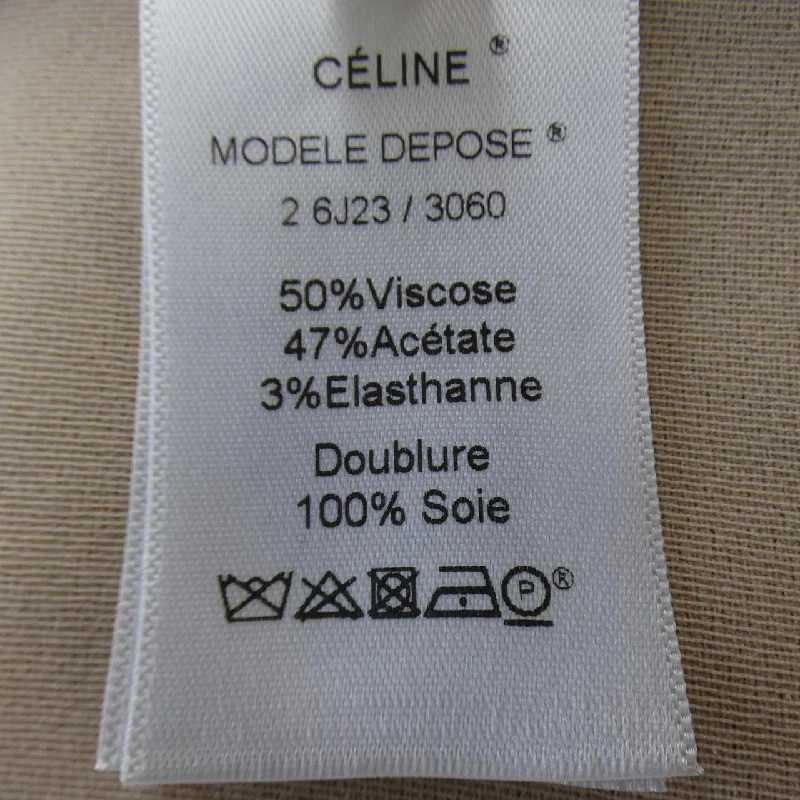 CÉLINE ®
MODELE DEPOSE ®
2 6J23 / 3060
50%Viscose
47%Acétate
3%Elasthanne
Doublure
100% Soie
P ®